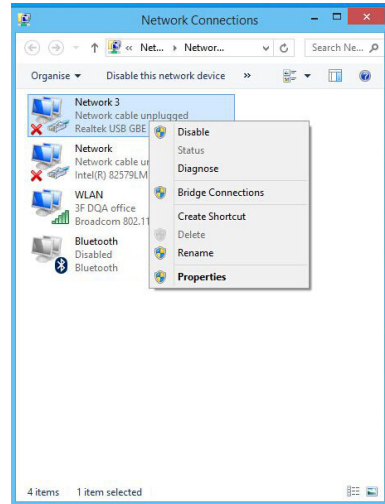 Network Connections
« Net... ▸ Networ...
Search Ne...
Organise ▾ Disable this network device »
Network 3
Network cable unplugged
Realtek USB GBE
Network
Network cable un
Intel(R) 82579LM
WLAN
3F DQA office
Broadcom 802.11
Bluetooth
Disabled
Bluetooth
Disable
Status
Diagnose
Bridge Connections
Create Shortcut
Delete
Rename
Properties
4 items 1 item selected